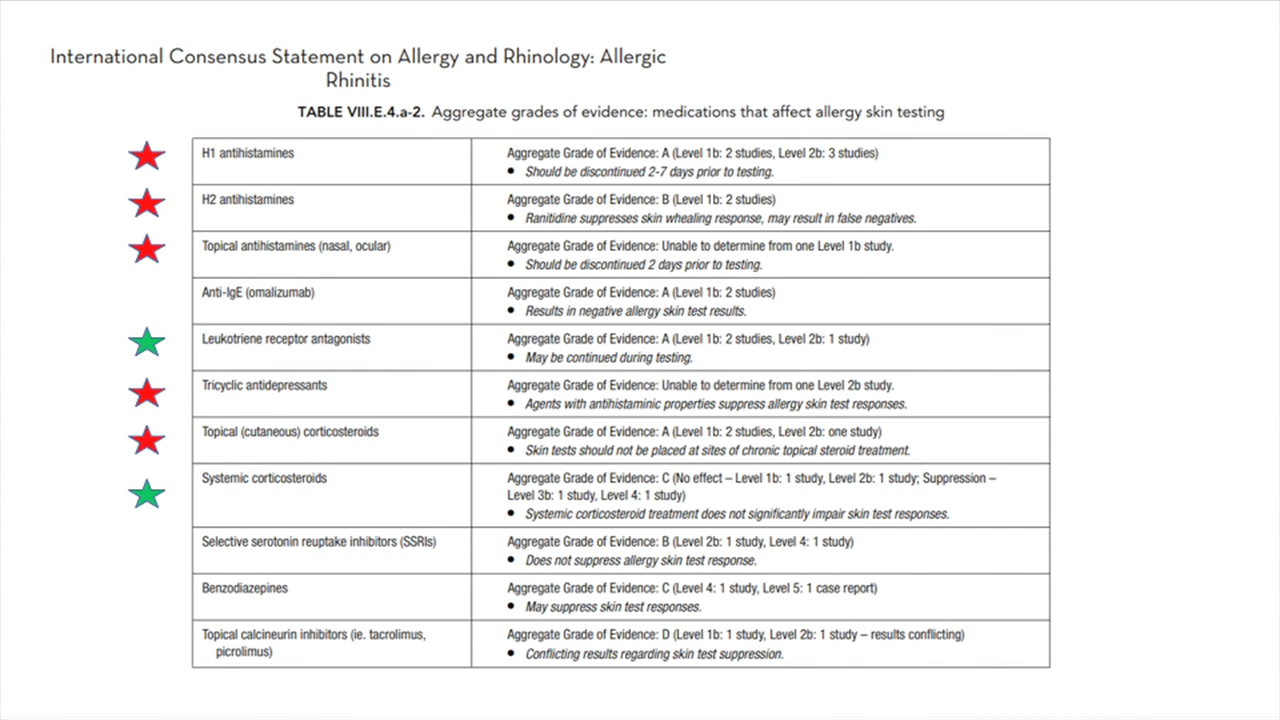 International Consensus Statement on Allergy and Rhinology: Allergic
Rhinitis
TABLE VIII.E.4.a-2. Aggregate grades of evidence: medications that affect allergy skin testing
H1 antihistamines
Aggregate Grade of Evidence: A (Level 1b: 2 studies, Level 2b: 3 studies)
• Should be discontinued 2-7 days prior to testing.
H2 antihistamines
Aggregate Grade of Evidence: B (Level 1b: 2 studies)
• Ranitidine suppresses skin whealing response, may result in false negatives.
Topical antihistamines (nasal, ocular)
Aggregate Grade of Evidence: Unable to determine from one Level 1b study.
• Should be discontinued 2 days prior to testing.
Anti-IgE (omalizumab)
Aggregate Grade of Evidence: A (Level 1b: 2 studies)
• Results in negative allergy skin test results.
Leukotriene receptor antagonists
Aggregate Grade of Evidence: A (Level 1b: 2 studies, Level 2b: 1 study)
• May be continued during testing.
Tricyclic antidepressants
Aggregate Grade of Evidence: Unable to determine from one Level 2b study.
• Agents with antihistaminic properties suppress allergy skin test responses.
Topical (cutaneous) corticosteroids
Aggregate Grade of Evidence: A (Level 1b: 2 studies, Level 2b: one study)
• Skin tests should not be placed at sites of chronic topical steroid treatment.
Systemic corticosteroids
Aggregate Grade of Evidence: C (No effect – Level 1b: 1 study, Level 2b: 1 study; Suppression –
Level 3b: 1 study, Level 4: 1 study)
• Systemic corticosteroid treatment does not significantly impair skin test responses.
Selective serotonin reuptake inhibitors (SSRIs)
Aggregate Grade of Evidence: B (Level 2b: 1 study, Level 4: 1 study)
• Does not suppress allergy skin test response.
Benzodiazepines
Aggregate Grade of Evidence: C (Level 4: 1 study, Level 5: 1 case report)
• May suppress skin test responses.
Topical calcineurin inhibitors (ie. tacrolimus,
picrolimus)
Aggregate Grade of Evidence: D (Level 1b: 1 study, Level 2b: 1 study – results conflicting)
• Conflicting results regarding skin test suppression.